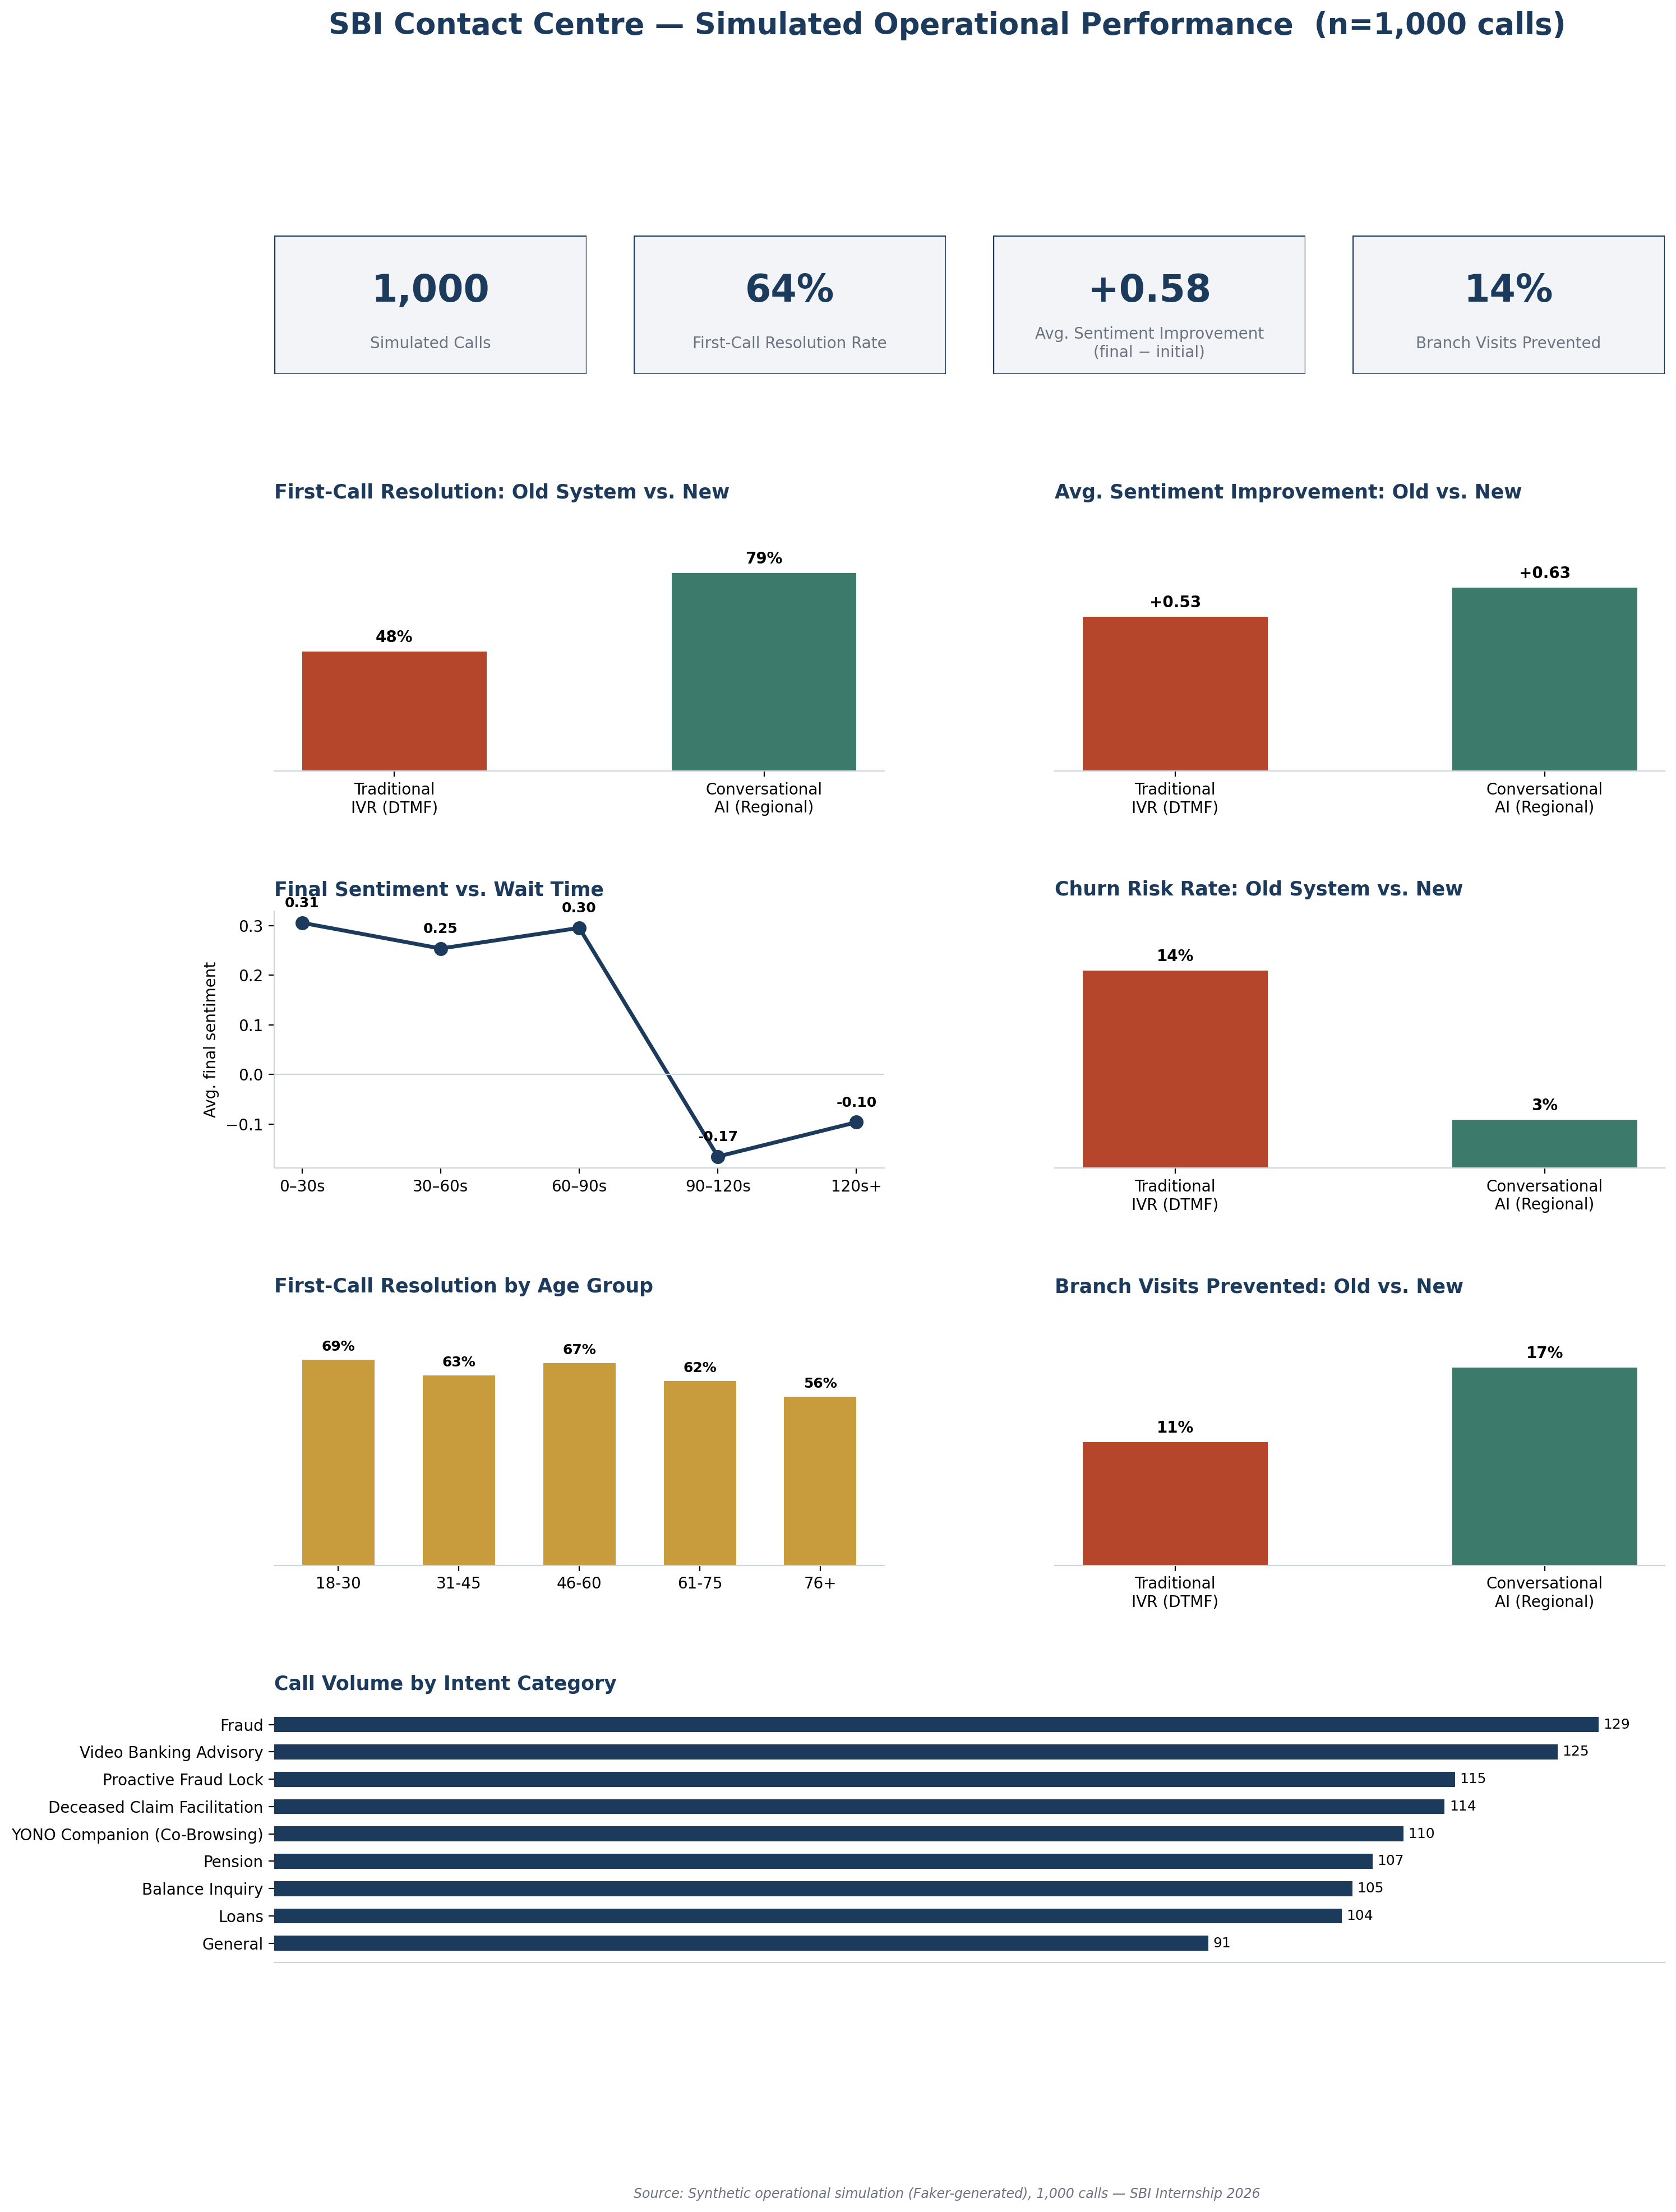 SBI Contact Centre — Simulated Operational Performance (n=1,000 calls)
1,000
Simulated Calls
64%
First-Call Resolution Rate
+0.58
Avg. Sentiment Improvement
(final − initial)
14%
Branch Visits Prevented
First-Call Resolution: Old System vs. New
48%
79%
Traditional
IVR (DTMF)
Conversational
AI (Regional)
Avg. Sentiment Improvement: Old vs. New
+0.53
+0.63
Traditional
IVR (DTMF)
Conversational
AI (Regional)
Final Sentiment vs. Wait Time
Avg. final sentiment
0.3
0.2
0.1
0.0
−0.1
0.31
0.25
0.30
-0.17
-0.10
0–30s
30–60s
60–90s
90–120s
120s+
Churn Risk Rate: Old System vs. New
14%
3%
Traditional
IVR (DTMF)
Conversational
AI (Regional)
First-Call Resolution by Age Group
69%
63%
67%
62%
56%
18-30
31-45
46-60
61-75
76+
Branch Visits Prevented: Old vs. New
11%
17%
Traditional
IVR (DTMF)
Conversational
AI (Regional)
Call Volume by Intent Category
Fraud 129
Video Banking Advisory 125
Proactive Fraud Lock 115
Deceased Claim Facilitation 114
YONO Companion (Co-Browsing) 110
Pension 107
Balance Inquiry 105
Loans 104
General 91
Source: Synthetic operational simulation (Faker-generated), 1,000 calls — SBI Internship 2026